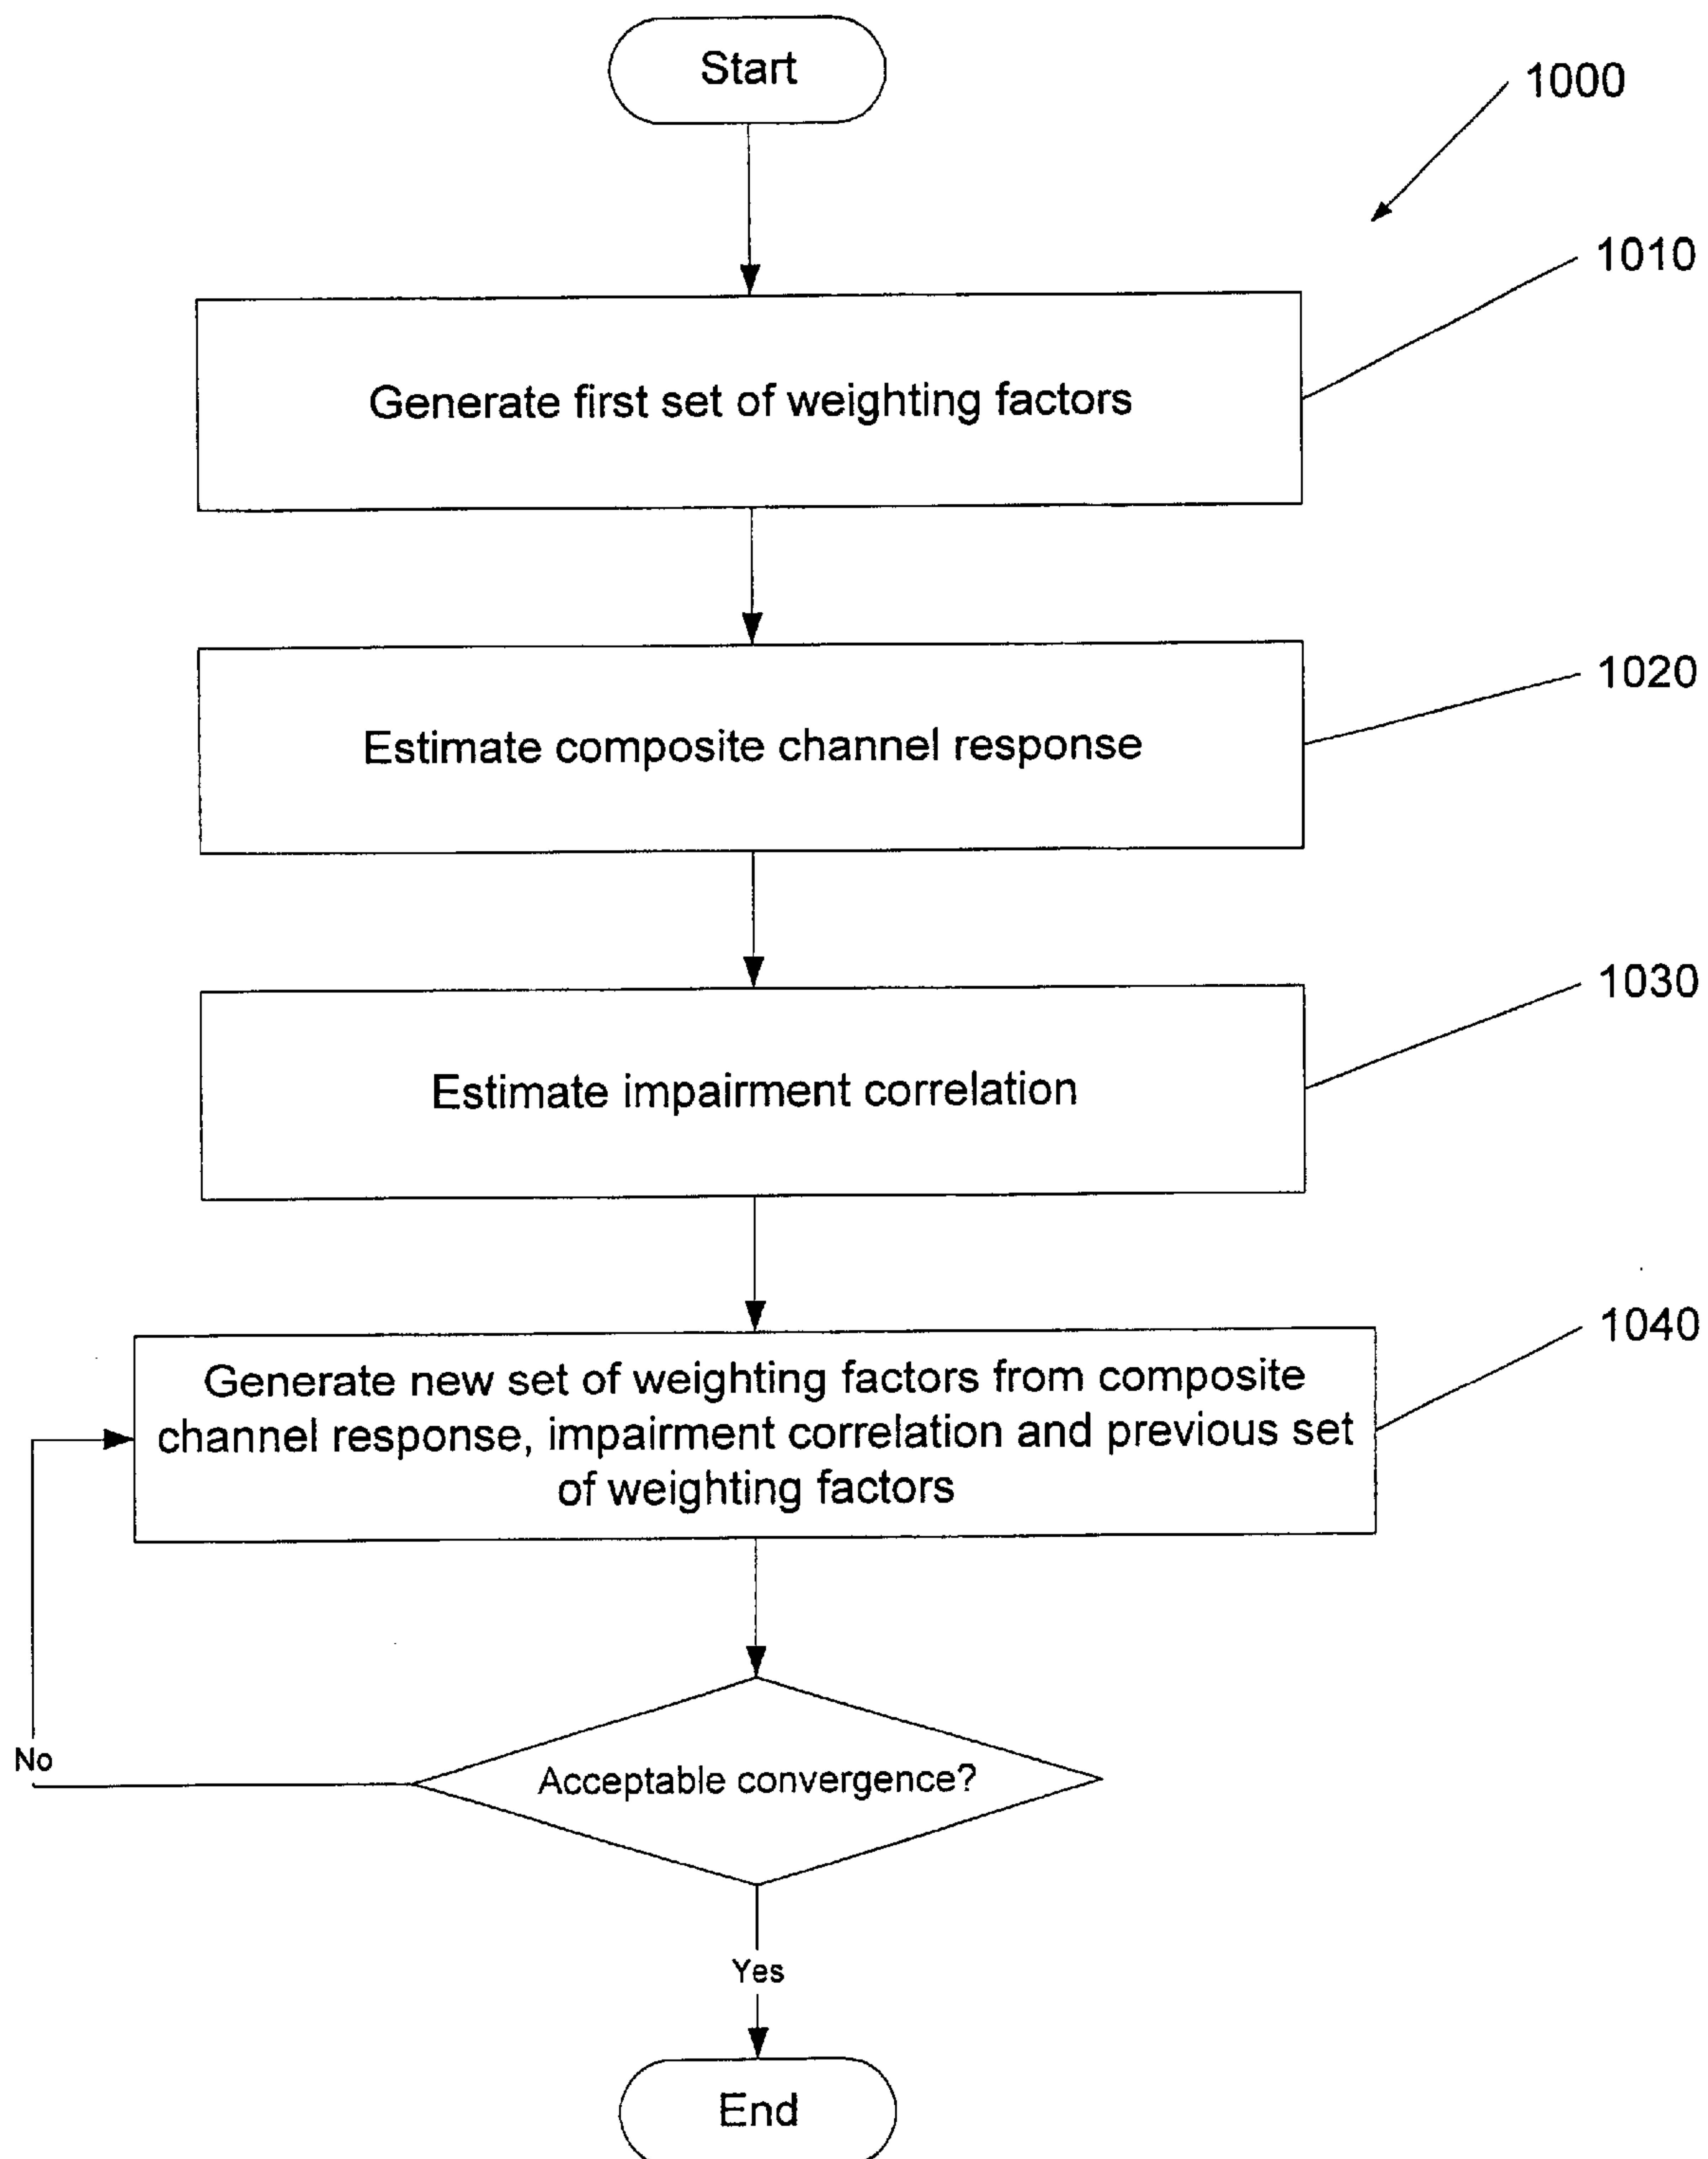 Start
1000
1010
Generate first set of weighting factors
1020
Estimate composite channel response
1030
Estimate impairment correlation
1040
Generate new set of weighting factors from composite
channel response, impairment correlation and previous set
of weighting factors
No
Acceptable convergence?
Yes
End